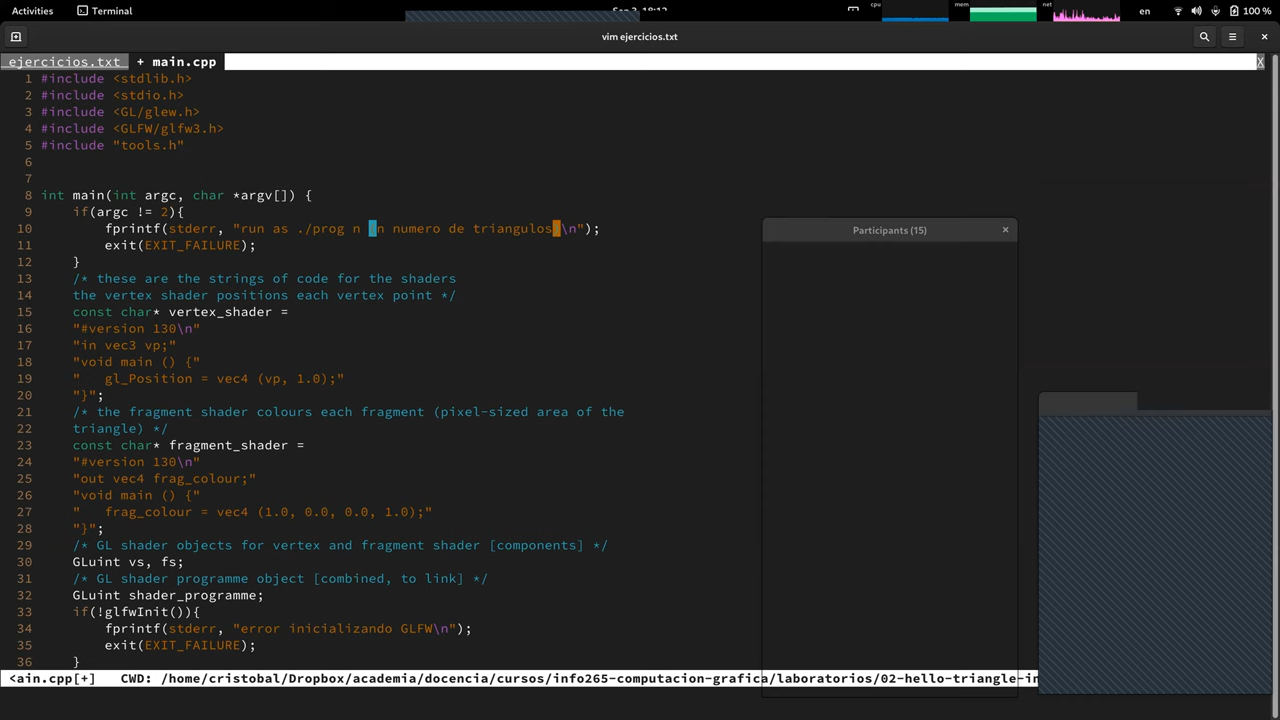 Activities Terminal Sep 3 18:12 cpu mem net en 100 %
vim ejercicios.txt
ejercicios.txt + main.cpp X
1 #include <stdlib.h>
2 #include <stdio.h>
3 #include <GL/glew.h>
4 #include <GLFW/glfw3.h>
5 #include "tools.h"
6
7
8 int main(int argc, char *argv[]) {
9 if(argc != 2){
10 fprintf(stderr, "run as ./prog n (n numero de triangulos)\n");
11 exit(EXIT_FAILURE);
12 }
13 /* these are the strings of code for the shaders
14 the vertex shader positions each vertex point */
15 const char* vertex_shader =
16 "#version 130\n"
17 "in vec3 vp;"
18 "void main () {"
19 " gl_Position = vec4 (vp, 1.0);"
20 "}";
21 /* the fragment shader colours each fragment (pixel-sized area of the
22 triangle) */
23 const char* fragment_shader =
24 "#version 130\n"
25 "out vec4 frag_colour;"
26 "void main () {"
27 " frag_colour = vec4 (1.0, 0.0, 0.0, 1.0);"
28 "}";
29 /* GL shader objects for vertex and fragment shader [components] */
30 GLuint vs, fs;
31 /* GL shader programme object [combined, to link] */
32 GLuint shader_programme;
33 if(!glfwInit()){
34 fprintf(stderr, "error inicializando GLFW\n");
35 exit(EXIT_FAILURE);
36 }
<ain.cpp[+] CWD: /home/cristobal/Dropbox/academia/docencia/cursos/info265-computacion-grafica/laboratorios/02-hello-triangle-in
Participants (15)